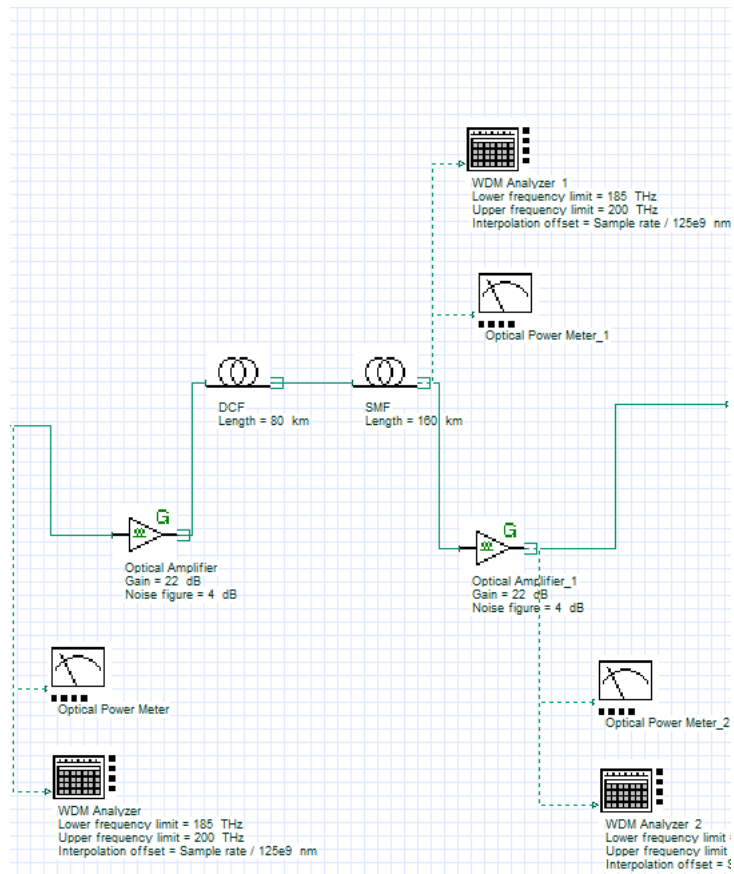 WDM Analyzer_1
Lower frequency limit = 185 THz
Upper frequency limit = 200 THz
Interpolation offset = Sample rate / 125e9 nm
Optical Power Meter_1
DCF
Length = 80 km
SMF
Length = 160 km
G
Optical Amplifier
Gain = 22 dB
Noise figure = 4 dB
G
Optical Amplifier_1
Gain = 22 dB
Noise figure = 4 dB
Optical Power Meter
Optical Power Meter_2
WDM Analyzer
Lower frequency limit = 185 THz
Upper frequency limit = 200 THz
Interpolation offset = Sample rate / 125e9 nm
WDM Analyzer_2
Lower frequency limit
Upper frequency limit
Interpolation offset =